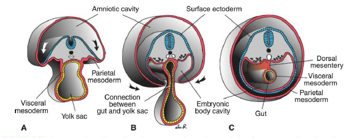 Amniotic cavity
Surface ectoderm
Parietal
mesoderm
Visceral
mesoderm
Yolk sac
Connection
between
gut and yolk sac
Embryonic
body cavity
Dorsal
mesentery
Visceral
mesoderm
Parietal
mesoderm
Gut
A
B
C